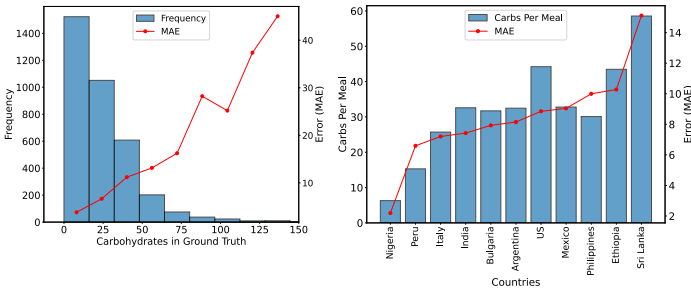 Frequency
MAE
1400
1200
1000
800
600
400
200
0
Frequency
40
30
20
10
Error (MAE)
0 25 50 75 100 125 150
Carbohydrates in Ground Truth
Carbs Per Meal
MAE
60
50
40
30
20
10
0
Carbs Per Meal
14
12
10
8
6
4
2
Error (MAE)
Nigeria
Peru
Italy
India
Bulgaria
Argentina
US
Mexico
Philippines
Ethiopia
Sri Lanka
Countries